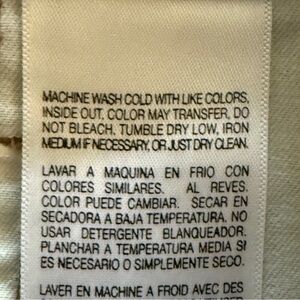 MACHINE WASH COLD WITH LIKE COLORS,
INSIDE OUT. COLOR MAY TRANSFER. DO
NOT BLEACH. TUMBLE DRY LOW, IRON
MEDIUM IF NECESSARY, OR JUST DRY CLEAN.
LAVAR A MAQUINA EN FRIO CON
COLORES SIMILARES. AL REVES.
COLOR PUEDE CAMBIAR. SECAR EN
SECADORA A BAJA TEMPERATURA. NO
USAR DETERGENTE BLANQUEADOR.
PLANCHAR A TEMPERATURA MEDIA SI
ES NECESARIO O SIMPLEMENTE SECO.
LAVER EN MACHINE A FROID AVEC DES